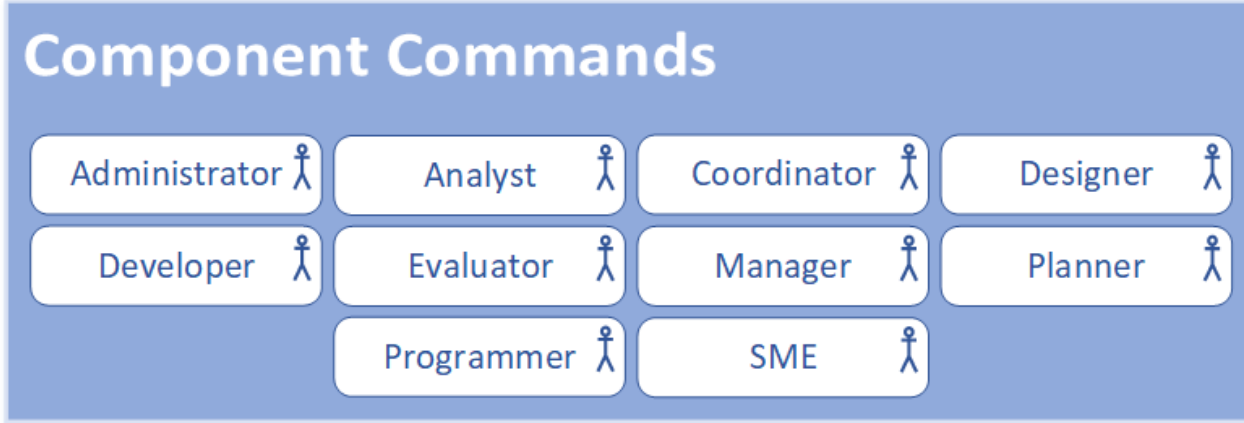 Component Commands
Administrator
Analyst
Coordinator
Designer
Developer
Evaluator
Manager
Planner
Programmer
SME